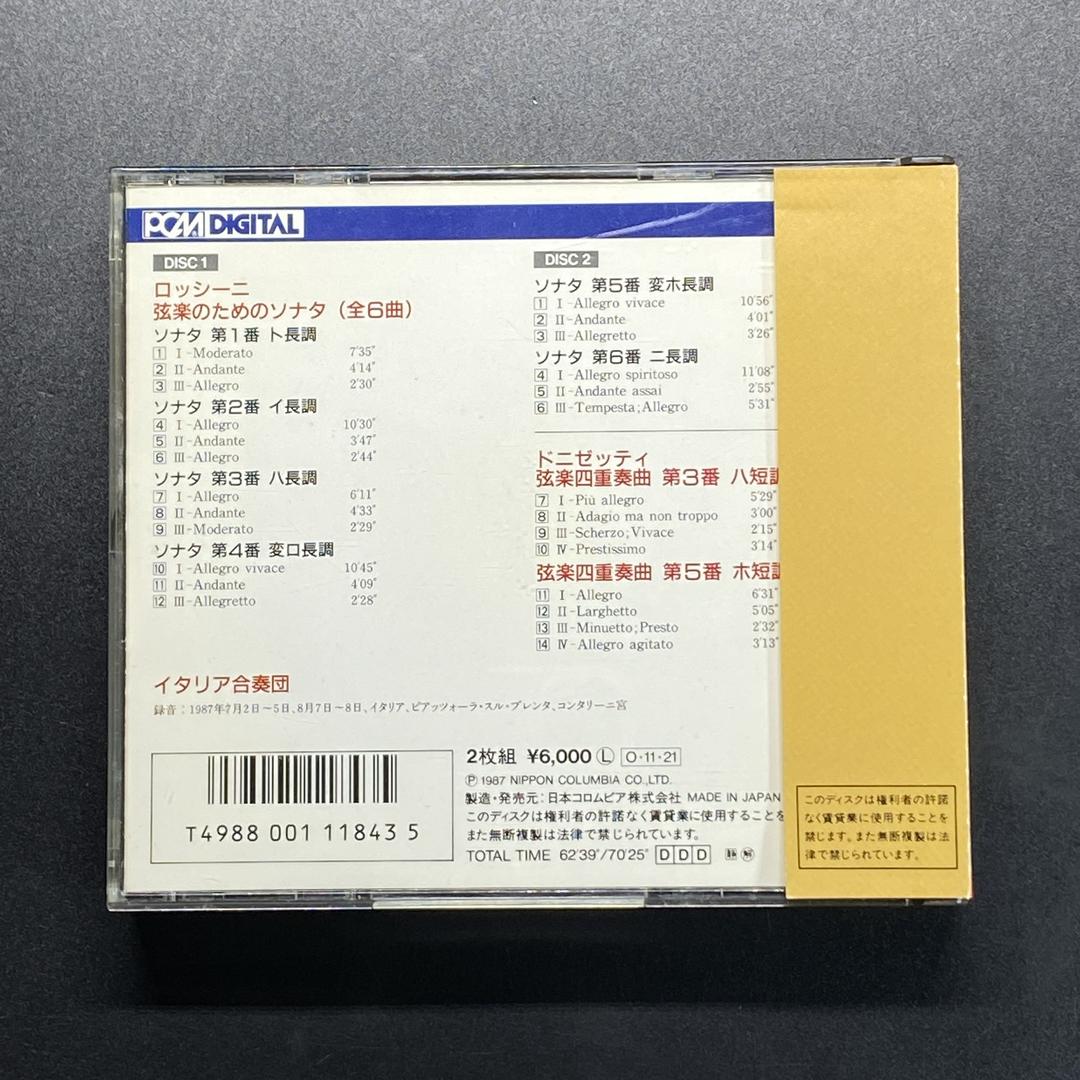 PCM DIGITAL
DISC 1
ロッシーニ
弦楽のためのソナタ（全6曲）
ソナタ 第1番 ト長調
1 I-Moderato 7'35"
2 II-Andante 4'14"
3 III-Allegro 2'30"
ソナタ 第2番 イ長調
4 I-Allegro 10'30"
5 II-Andante 3'47"
6 III-Allegro 2'44"
ソナタ 第3番 ハ長調
7 I-Allegro 6'11"
8 II-Andante 4'33"
9 III-Moderato 2'29"
ソナタ 第4番 変ロ長調
10 I-Allegro vivace 10'45"
11 II-Andante 4'09"
12 III-Allegretto 2'28"
DISC 2
ソナタ 第5番 変ホ長調
1 I-Allegro vivace 10'56"
2 II-Andante 4'01"
3 III-Allegretto 3'26"
ソナタ 第6番 ニ長調
4 I-Allegro spiritoso 11'08"
5 II-Andante assai 2'55"
6 III-Tempesta;Allegro 5'31"
ドニゼッティ
弦楽四重奏曲 第3番 ハ短調
7 I-Più allegro 5'29"
8 II-Adagio ma non troppo 3'00"
9 III-Scherzo;Vivace 2'15"
10 IV-Prestissimo 3'14"
弦楽四重奏曲 第5番 ホ短調
11 I-Allegro 6'31"
12 II-Larghetto 5'05"
13 III-Minuetto;Presto 2'32"
14 IV-Allegro agitato 3'13"
イタリア合奏団
録音：1987年7月2日〜5日、8月7日〜8日、イタリア、ピアッツォーラ・スル・ブレンタ、コンタリーニ宮
T4988 001 11843 5
2枚組 ¥6,000 Ⓛ O・11・21
Ⓟ 1987 NIPPON COLUMBIA CO.,LTD.
製造・発売元：日本コロムビア株式会社 MADE IN JAPAN
このディスクは権利者の許諾なく賃貸業に使用することを
また無断複製は法律で禁じられています。
TOTAL TIME 62'39"/70'25" DDD
このディスクは権利者の許諾
なく賃貸業に使用することを
禁じます。また無断複製は法
律で禁じられています。